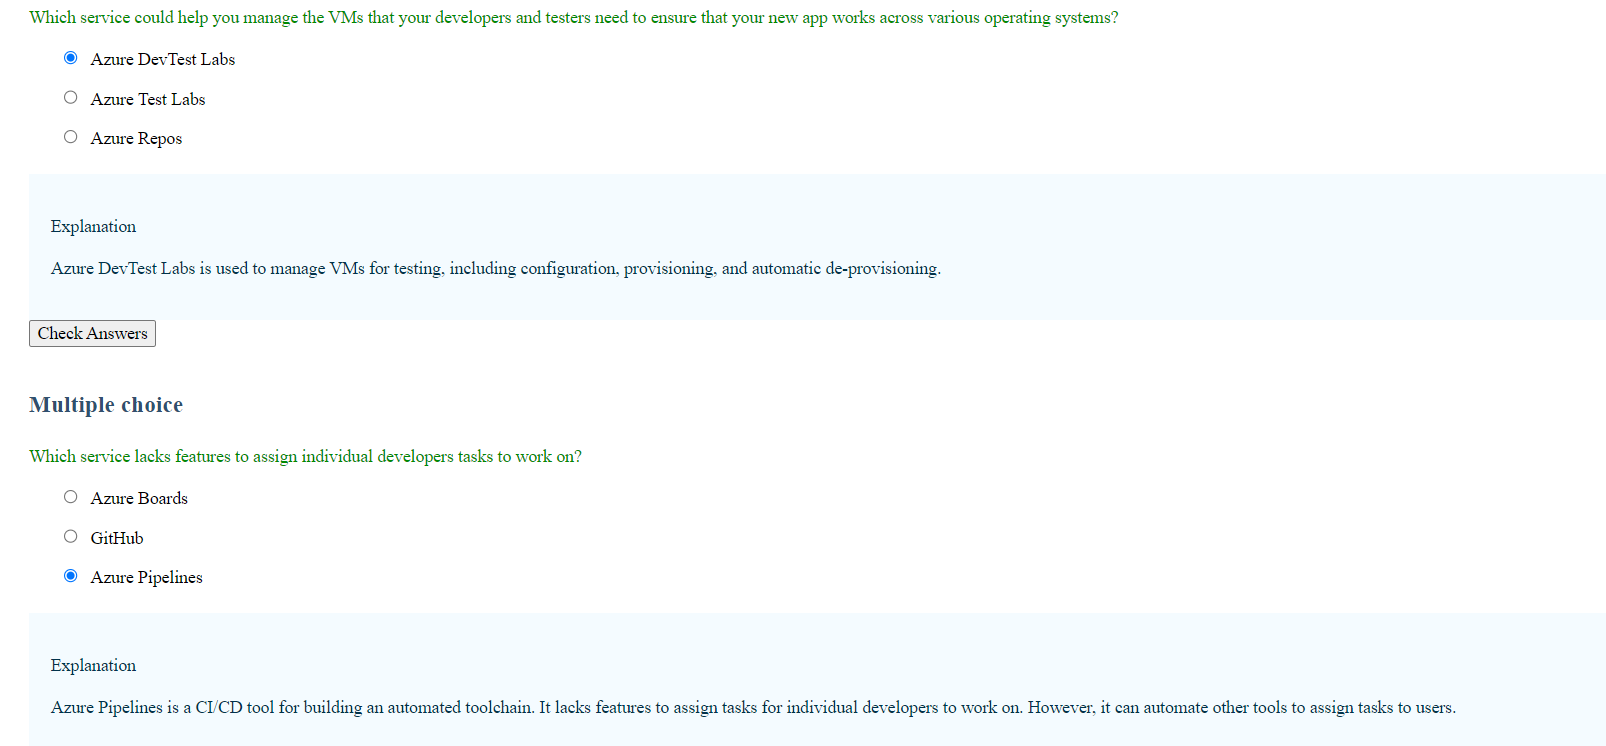 Which service could help you manage the VMs that your developers and testers need to ensure that your new app works across various operating systems?
Azure DevTest Labs
Azure Test Labs
Azure Repos
Explanation
Azure DevTest Labs is used to manage VMs for testing, including configuration, provisioning, and automatic de-provisioning.
Check Answers
Multiple choice
Which service lacks features to assign individual developers tasks to work on?
Azure Boards
GitHub
Azure Pipelines
Explanation
Azure Pipelines is a CI/CD tool for building an automated toolchain. It lacks features to assign tasks for individual developers to work on. However, it can automate other tools to assign tasks to users.